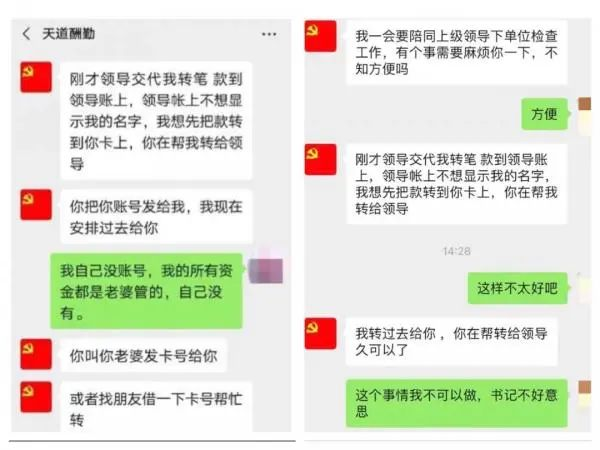 天道酬勤
刚才领导交代我转笔 款到
领导账上，领导帐上不想显
示我的名字，我想先把款转
到你卡上，你在帮我转给领
导
你把你账号发给我，我现在
安排过去给你
我自己没账号，我的所有资
金都是老婆管的，自己没
有。
你叫你老婆发卡号给你
或者找朋友借一下卡号帮忙
转
我一会要陪同上级领导下单位检查
工作，有个事需要麻烦你一下，不
知方便吗
方便
刚才领导交代我转笔 款到领导账
上，领导帐上不想显示我的名字，
我想先把款转到你卡上，你在帮我
转给领导
14:28
这样不太好吧
我转过去给你 ，你在帮转给领导
久可以了
这个事情我不可以做，书记不好意
思